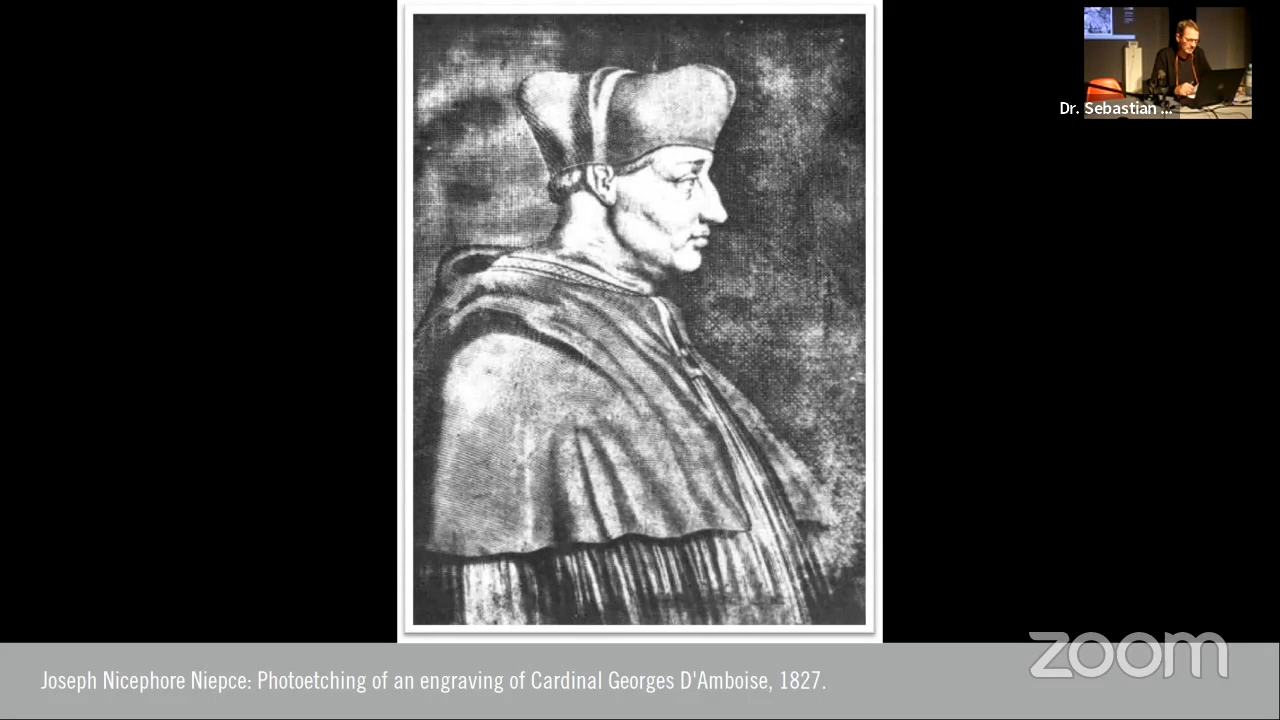 Dr. Sebastian ...
zoom
Joseph Nicephore Niepce: Photoetching of an engraving of Cardinal Georges D'Amboise, 1827.